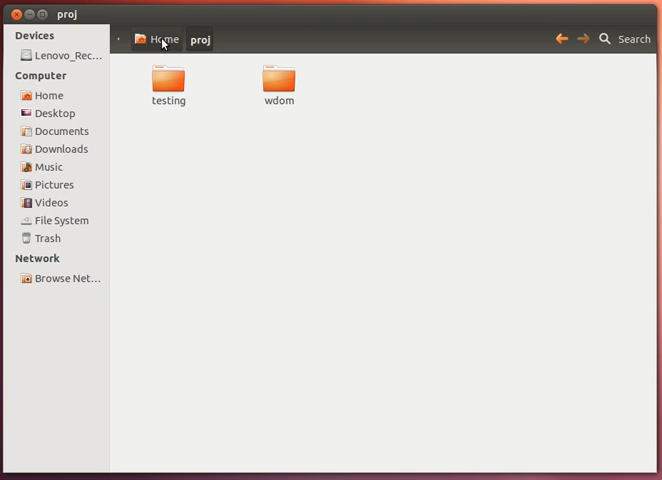 proj
Devices
Lenovo_Rec...
Computer
Home
Desktop
Documents
Downloads
Music
Pictures
Videos
File System
Trash
Network
Browse Net...
Home proj
Search
testing wdom